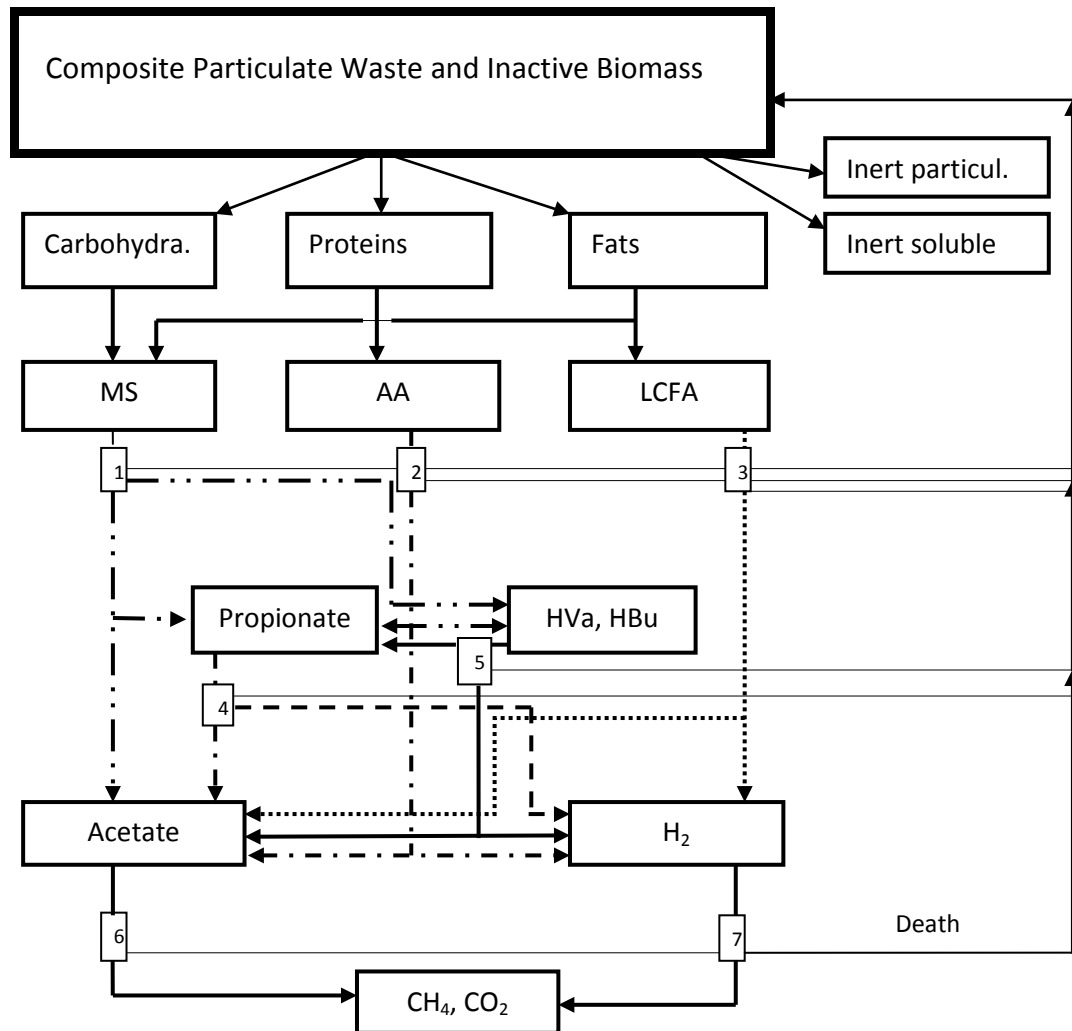 Composite Particulate Waste and Inactive Biomass
Inert particul.
Carbohydra.
Proteins
Fats
Inert soluble
MS
AA
LCFA
1
2
3
Propionate
HVa, HBu
5
4
Acetate
H₂
6
7
Death
CH₄, CO₂